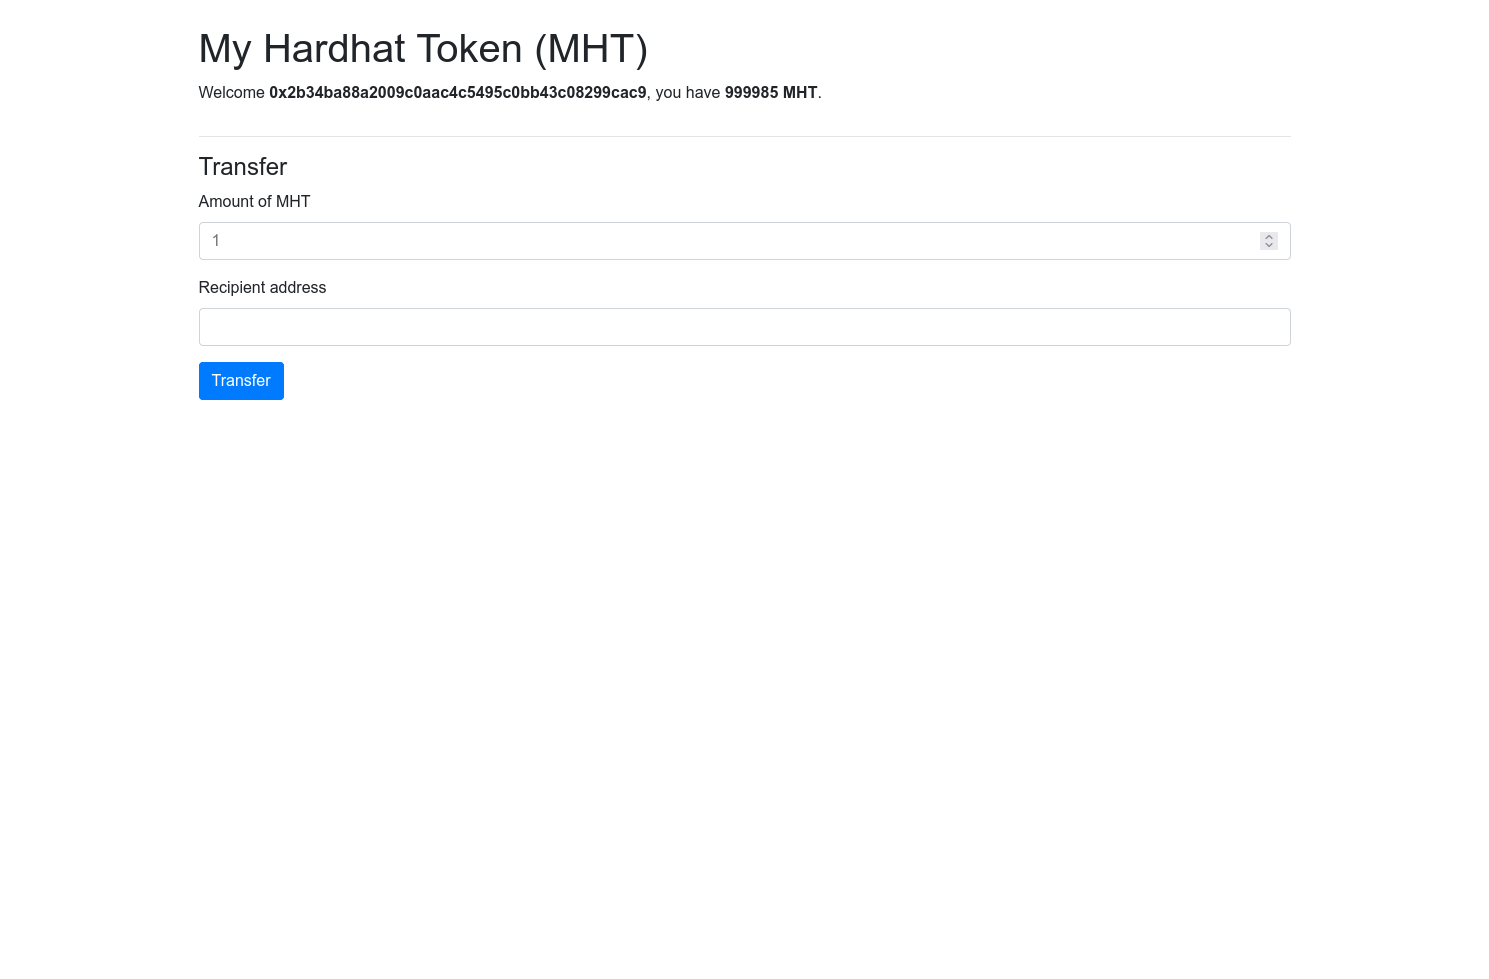 My Hardhat Token (MHT)
Welcome 0x2b34ba88a2009c0aac4c5495c0bb43c08299cac9, you have 999985 MHT.
Transfer
Amount of MHT
1
Recipient address
Transfer